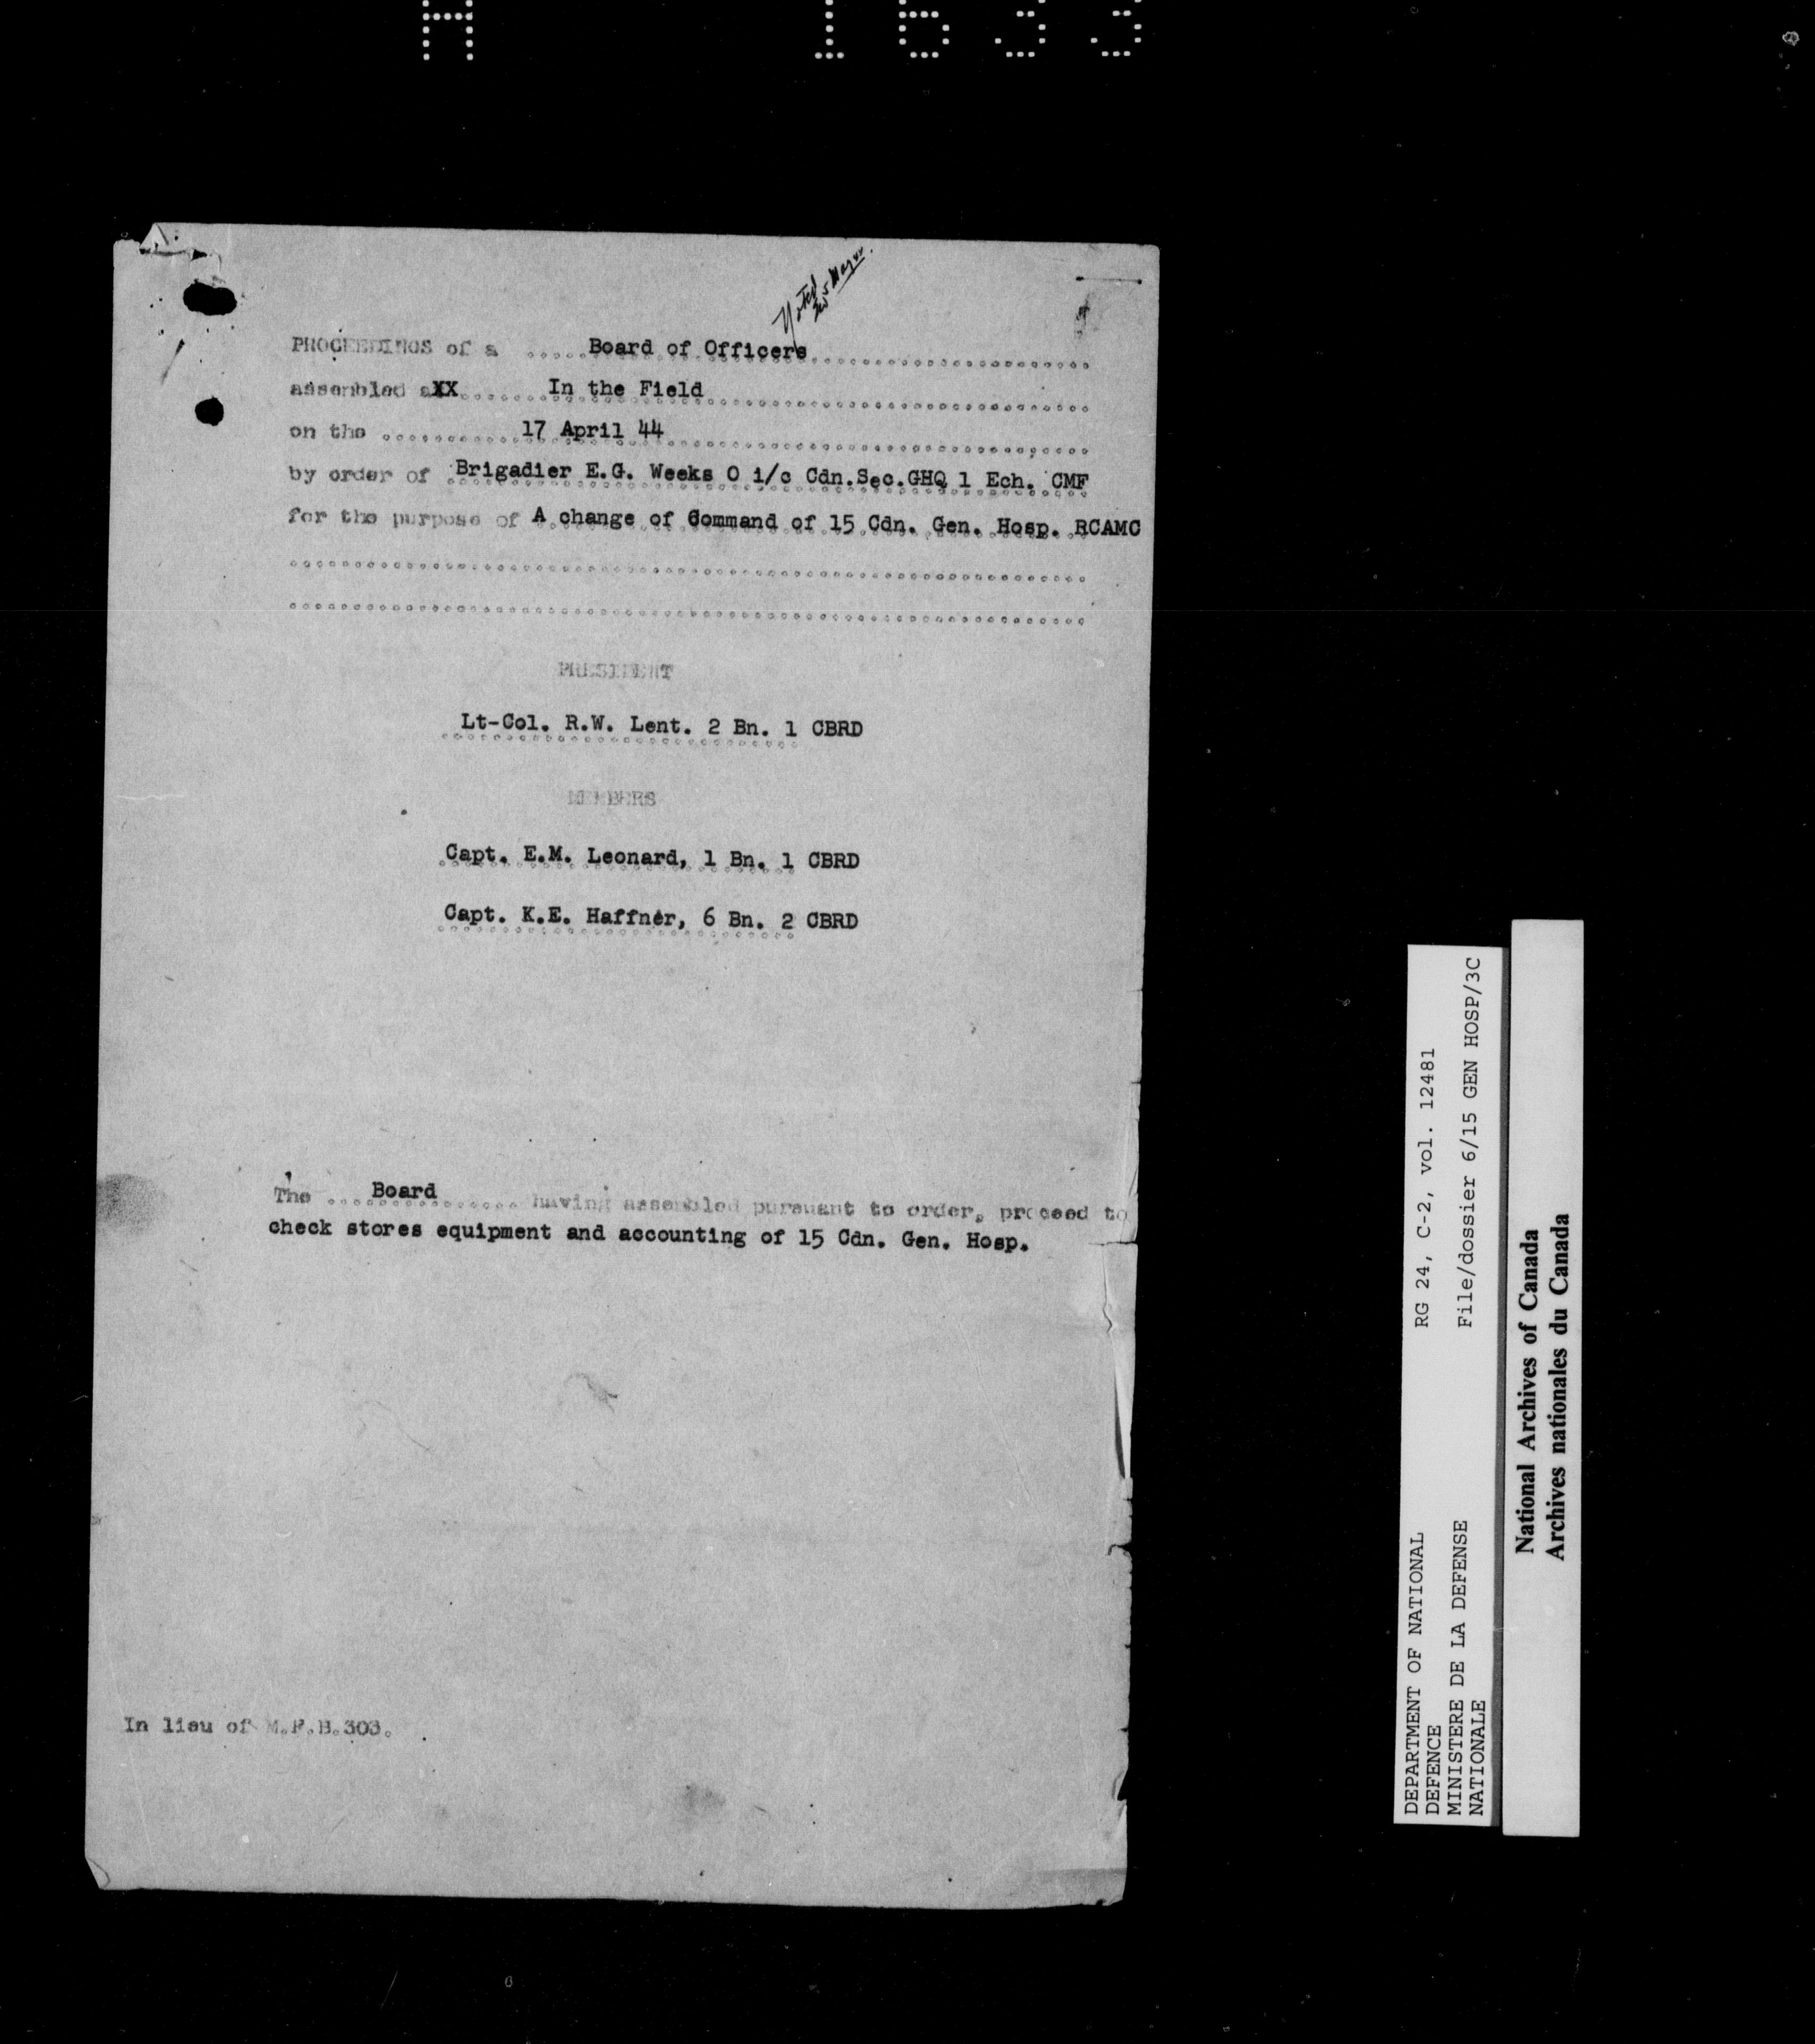 H 1633
Noted
5 May
PROCEEDINGS of a ..... Board of Officers .....
assembled aXX ..... In the Field .....
on the ..... 17 April 44 .....
by order of Brigadier E.G. Weeks O i/c Cdn.Sec.GHQ 1 Ech. CMF
for the purpose of A change of Command of 15 Cdn. Gen. Hosp. RCAMC
PRESIDENT
Lt-Col. R.W. Lent. 2 Bn. 1 CBRD
MEMBERS
Capt. E.M. Leonard, 1 Bn. 1 CBRD
Capt. K.E. Haffner, 6 Bn. 2 CBRD
The ..... Board ..... having assembled pursuant to order, proceed to
check stores equipment and accounting of 15 Cdn. Gen. Hosp.
In lieu of M.F.B.303.
DEPARTMENT OF NATIONAL
DEFENCE
MINISTERE DE LA DEFENSE
NATIONALE
RG 24, C-2, vol. 12481
File/dossier 6/15 GEN HOSP/3C
National Archives of Canada
Archives nationales du Canada